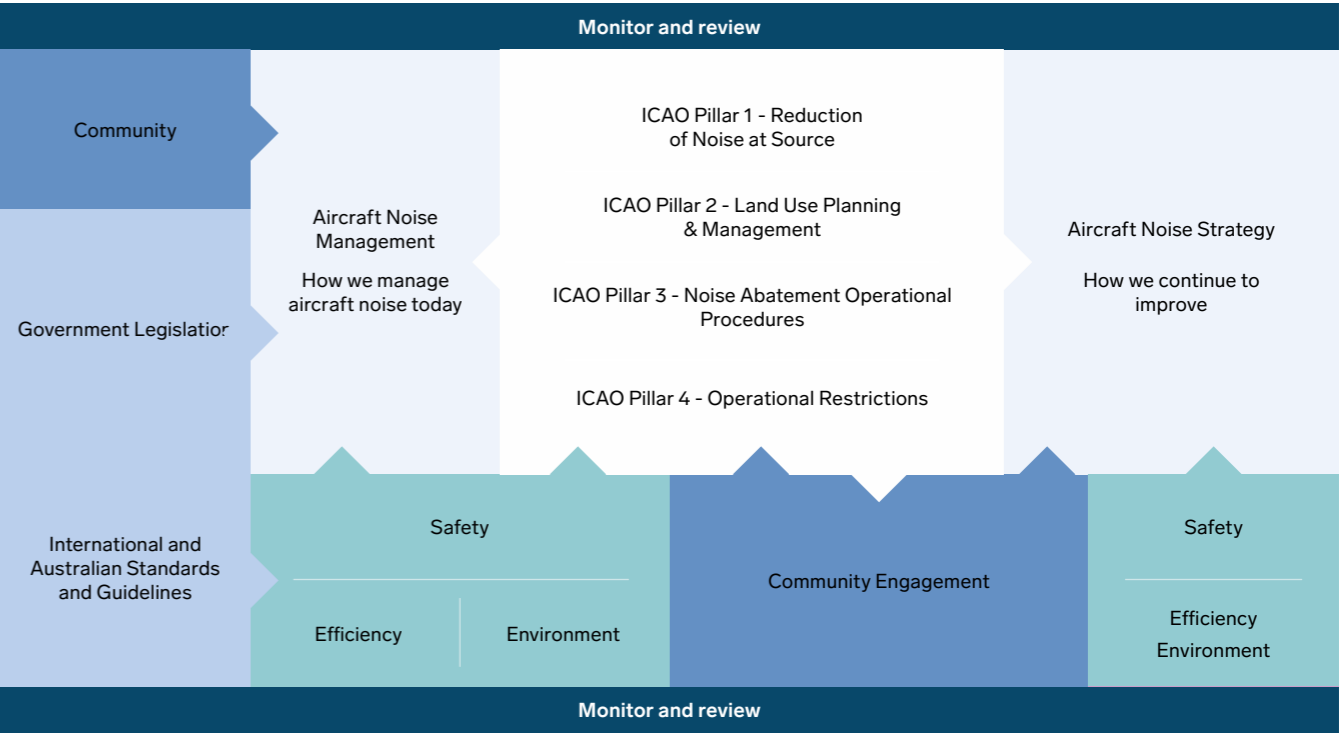 Monitor and review
Community
Government Legislation
International and
Australian Standards
and Guidelines
Aircraft Noise
Management
How we manage
aircraft noise today
ICAO Pillar 1 - Reduction
of Noise at Source
ICAO Pillar 2 - Land Use Planning
& Management
ICAO Pillar 3 - Noise Abatement Operational
Procedures
ICAO Pillar 4 - Operational Restrictions
Aircraft Noise Strategy
How we continue to
improve
Safety
Efficiency
Environment
Community Engagement
Safety
Efficiency
Environment
Monitor and review